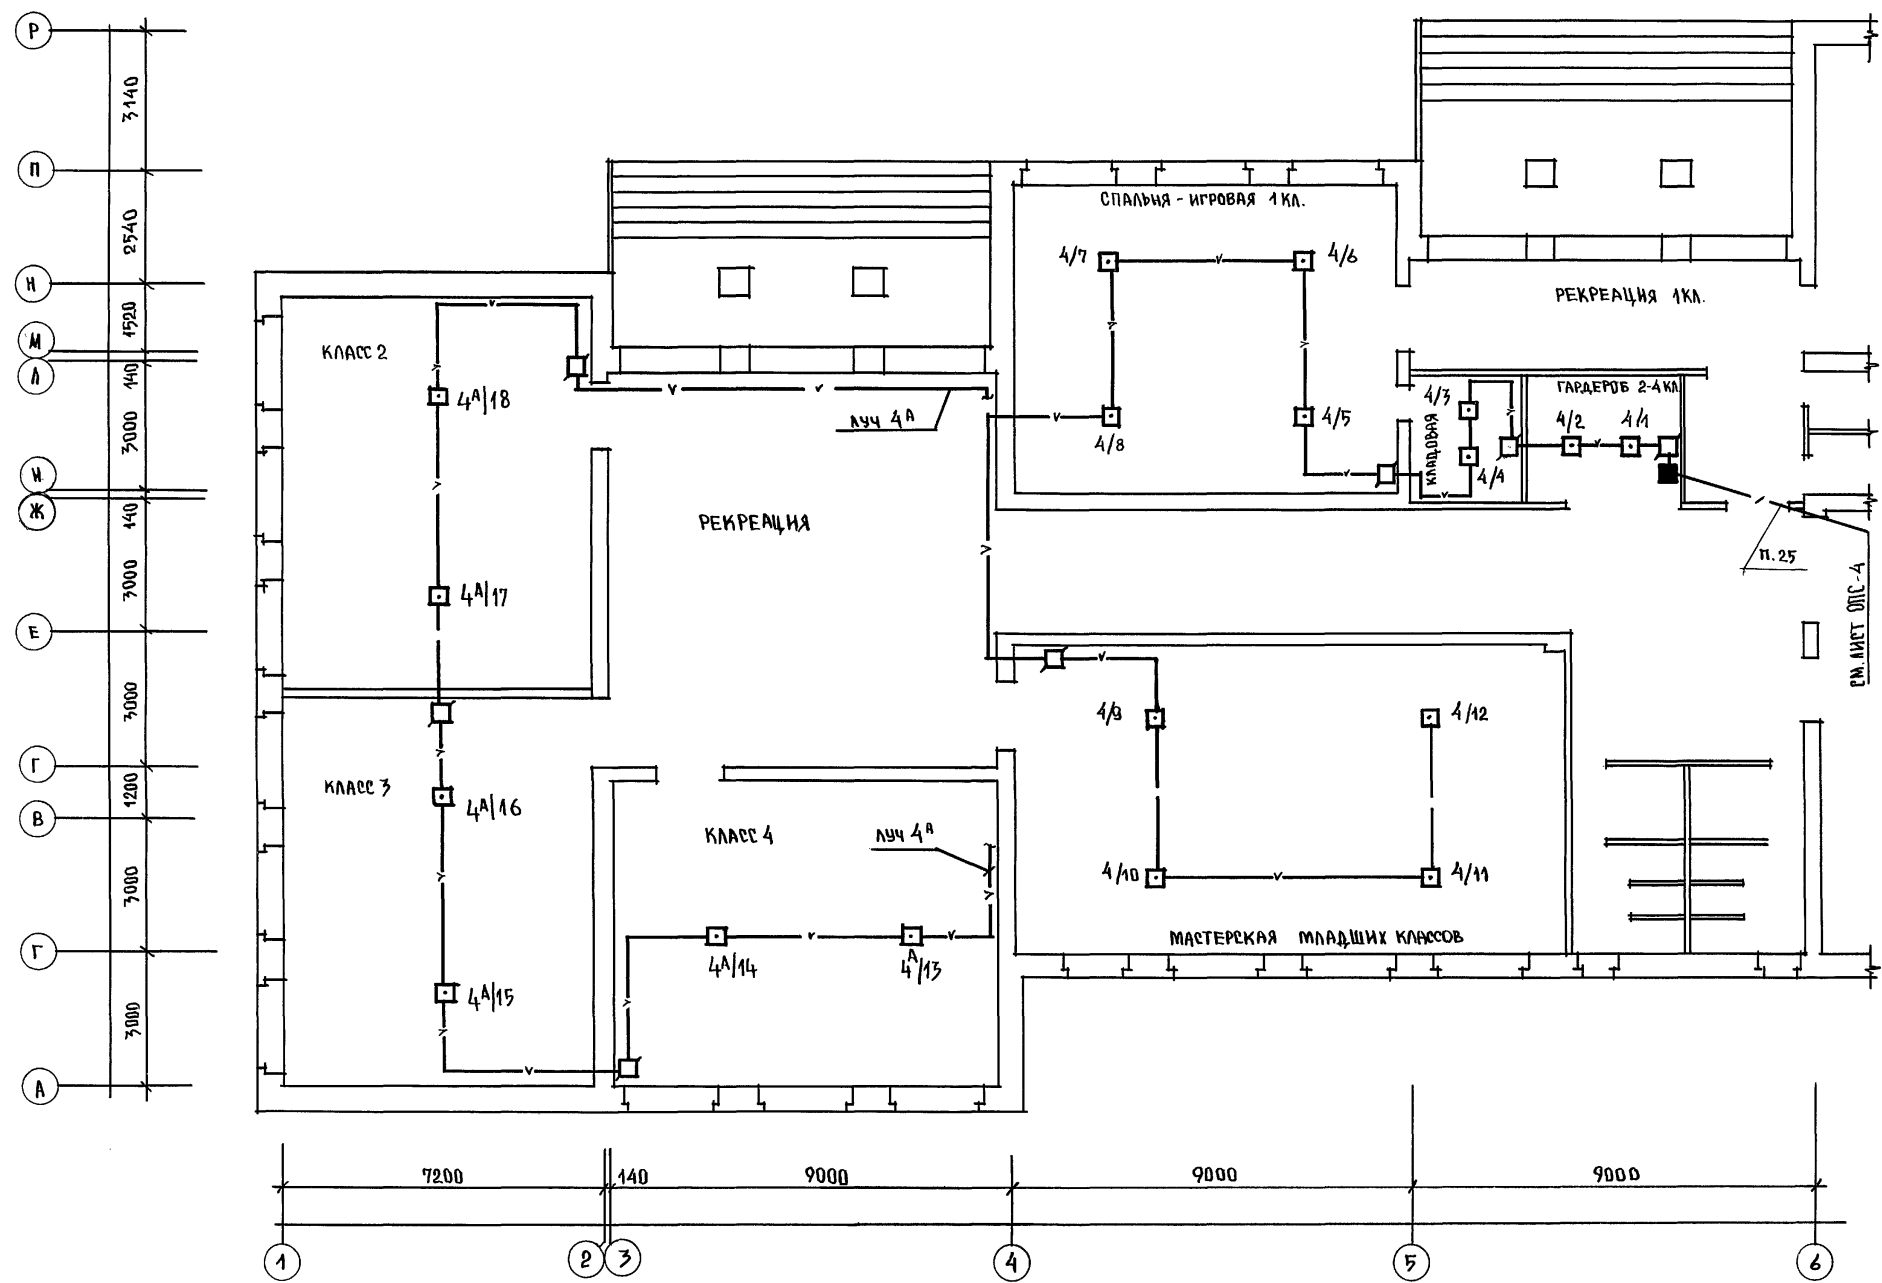 Р
3140
П
2540
Н
1520
М
Л
140
3000
И
Ж
140
3000
Е
3000
Г
1200
В
3000
Г
3000
А
СПАЛЬНЯ - ИГРОВАЯ 1 КЛ.
4/7
4/6
РЕКРЕАЦИЯ 1 КЛ.
КЛАСС 2
4А/18
ЛУЧ 4А
4/8
4/5
4/3
КЛАДОВАЯ
4/4
ГАРДЕРОБ 2-4 КЛ
4/2
4/1
РЕКРЕАЦИЯ
п.25
СМ. ЛИСТ ОПС-4
4А/17
4/9
4/12
КЛАСС 3
4А/16
КЛАСС 4
ЛУЧ 4А
4/10
4/11
МАСТЕРСКАЯ МЛАДШИХ КЛАССОВ
4А/14
4А/13
4А/15
7200
140
9000
9000
9000
1
2
3
4
5
6